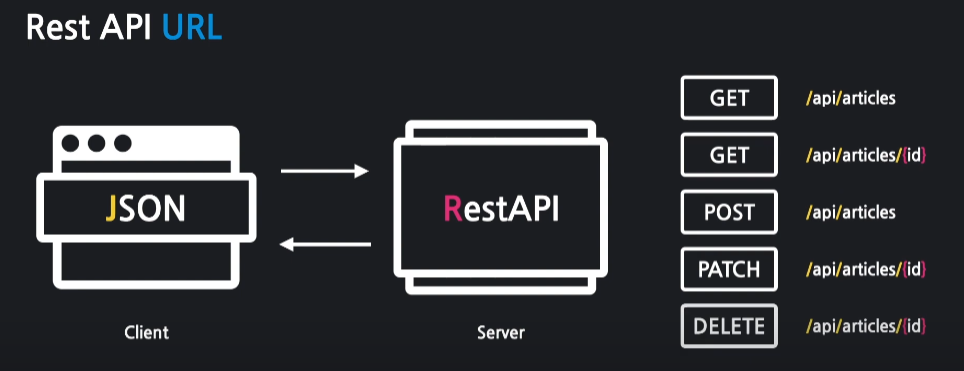 Rest API URL
JSON
RestAPI
Client
Server
GET /api/articles
GET /api/articles/{id}
POST /api/articles
PATCH /api/articles/{id}
DELETE /api/articles/{id}